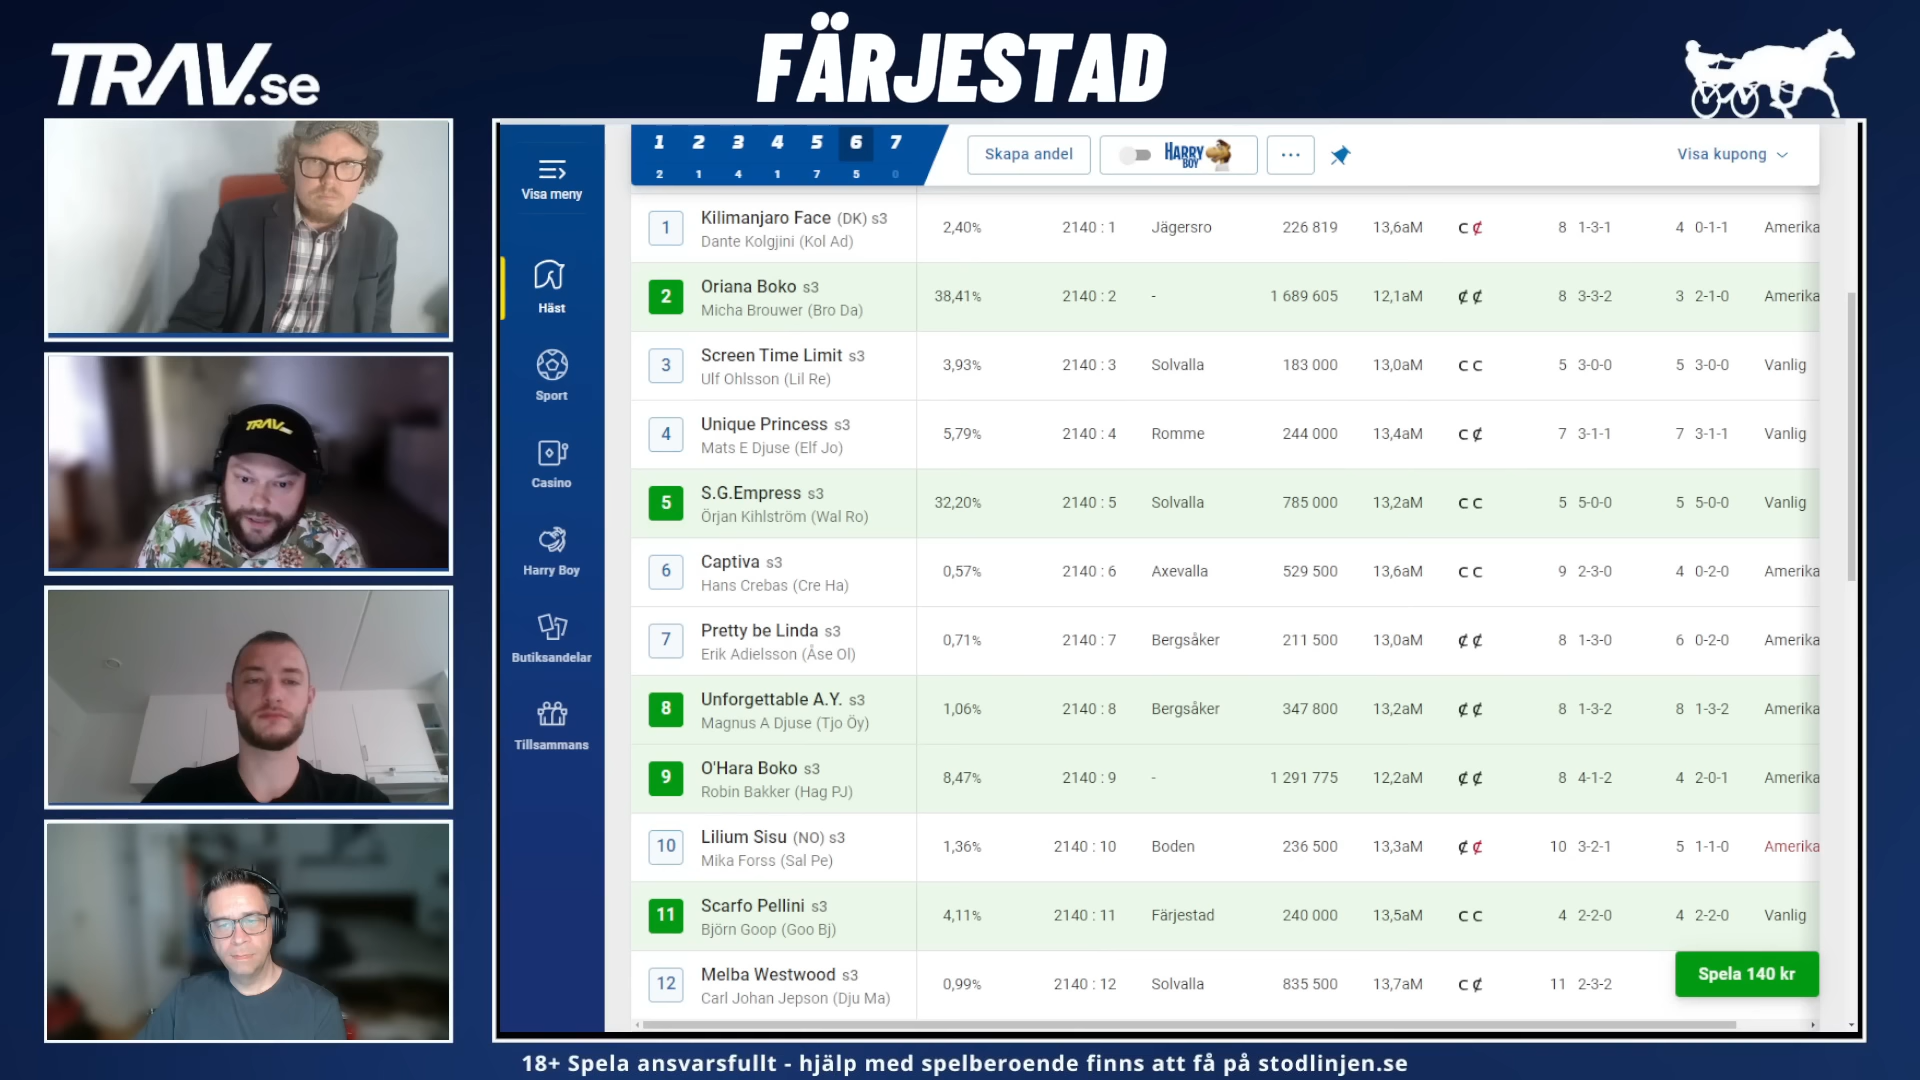 TRAV.se
FÄRJESTAD
1 2 3 4 5 6 7
2 1 4 1 7 5 0
Skapa andel
HARRY BOY
...
Visa kupong
Visa meny
Häst
Sport
Casino
Harry Boy
Butiksandelar
Tillsammans
1 Kilimanjaro Face (DK) s3 2,40% 2140 : 1 Jägersro 226 819 13,6aM C ₵ 8 1-3-1 4 0-1-1 Amerika
Dante Kolgjini (Kol Ad)
2 Oriana Boko s3 38,41% 2140 : 2 - 1 689 605 12,1aM ₵ ₵ 8 3-3-2 3 2-1-0 Amerika
Micha Brouwer (Bro Da)
3 Screen Time Limit s3 3,93% 2140 : 3 Solvalla 183 000 13,0aM C C 5 3-0-0 5 3-0-0 Vanlig
Ulf Ohlsson (Lil Re)
4 Unique Princess s3 5,79% 2140 : 4 Romme 244 000 13,4aM C ₵ 7 3-1-1 7 3-1-1 Vanlig
Mats E Djuse (Elf Jo)
5 S.G.Empress s3 32,20% 2140 : 5 Solvalla 785 000 13,2aM C C 5 5-0-0 5 5-0-0 Vanlig
Örjan Kihlström (Wal Ro)
6 Captiva s3 0,57% 2140 : 6 Axevalla 529 500 13,6aM C C 9 2-3-0 4 0-2-0 Amerika
Hans Crebas (Cre Ha)
7 Pretty be Linda s3 0,71% 2140 : 7 Bergsåker 211 500 13,0aM ₵ ₵ 8 1-3-0 6 0-2-0 Amerika
Erik Adielsson (Åse Ol)
8 Unforgettable A.Y. s3 1,06% 2140 : 8 Bergsåker 347 800 13,2aM ₵ ₵ 8 1-3-2 8 1-3-2 Amerika
Magnus A Djuse (Tjo Öy)
9 O'Hara Boko s3 8,47% 2140 : 9 - 1 291 775 12,2aM ₵ ₵ 8 4-1-2 4 2-0-1 Amerika
Robin Bakker (Hag PJ)
10 Lilium Sisu (NO) s3 1,36% 2140 : 10 Boden 236 500 13,3aM ₵ ₵ 10 3-2-1 5 1-1-0 Amerika
Mika Forss (Sal Pe)
11 Scarfo Pellini s3 4,11% 2140 : 11 Färjestad 240 000 13,5aM C C 4 2-2-0 4 2-2-0 Vanlig
Björn Goop (Goo Bj)
12 Melba Westwood s3 0,99% 2140 : 12 Solvalla 835 500 13,7aM C ₵ 11 2-3-2
Carl Johan Jepson (Dju Ma)
Spela 140 kr
TRAV.se
18+ Spela ansvarsfullt - hjälp med spelberoende finns att få på stodlinjen.se